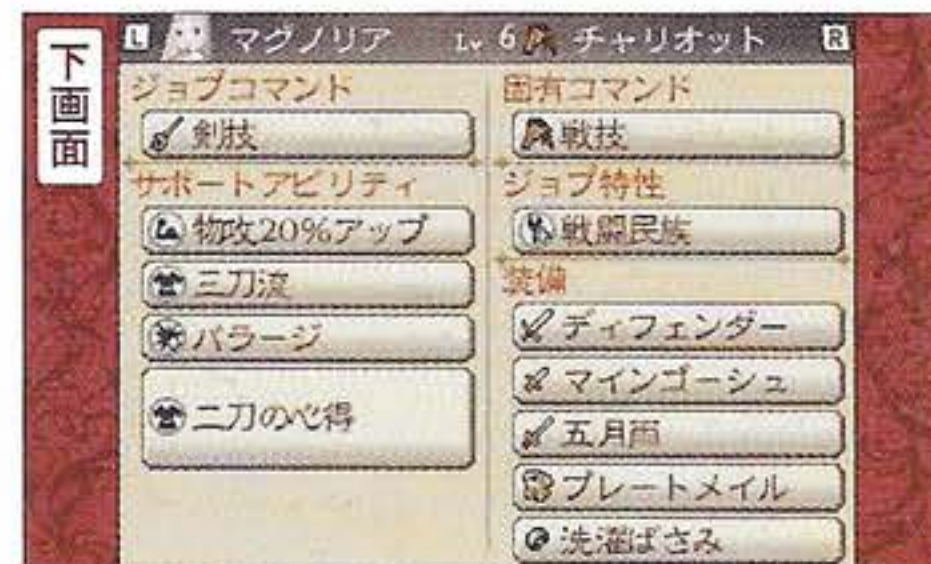 下画面
L マグノリア Lv 6 チャリオット R
ジョブコマンド
剣技
サポートアビリティ
物攻20%アップ
三刀流
バラージ
二刀の心得
固有コマンド
戦技
ジョブ特性
戦闘民族
装備
ディフェンダー
マインゴーシュ
五月雨
プレートメイル
洗濯ばさみ